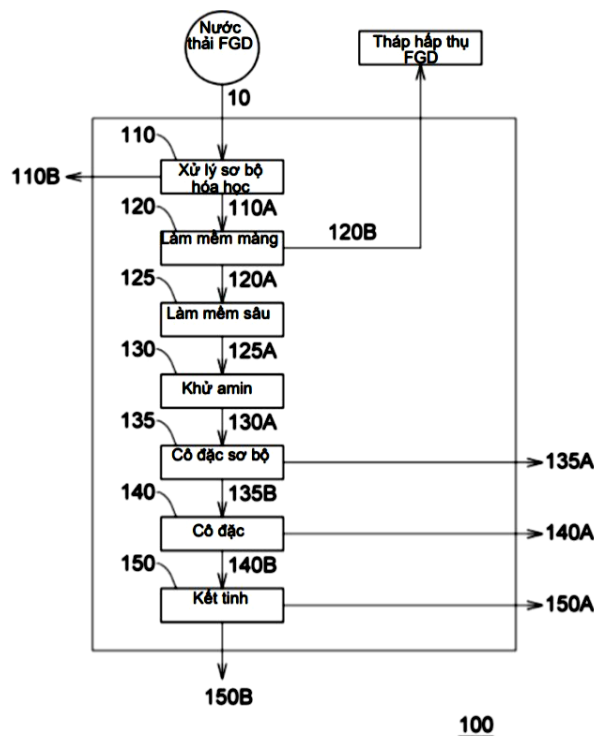 Nước
thải FGD
Tháp hấp thụ
FGD
10
110
Xử lý sơ bộ
hóa học
110B
110A
120
Làm mềm màng
120B
120A
125
Làm mềm sâu
125A
130
Khử amin
130A
135
Cô đặc sơ bộ
135A
135B
140
Cô đặc
140A
140B
150
Kết tinh
150A
150B
100